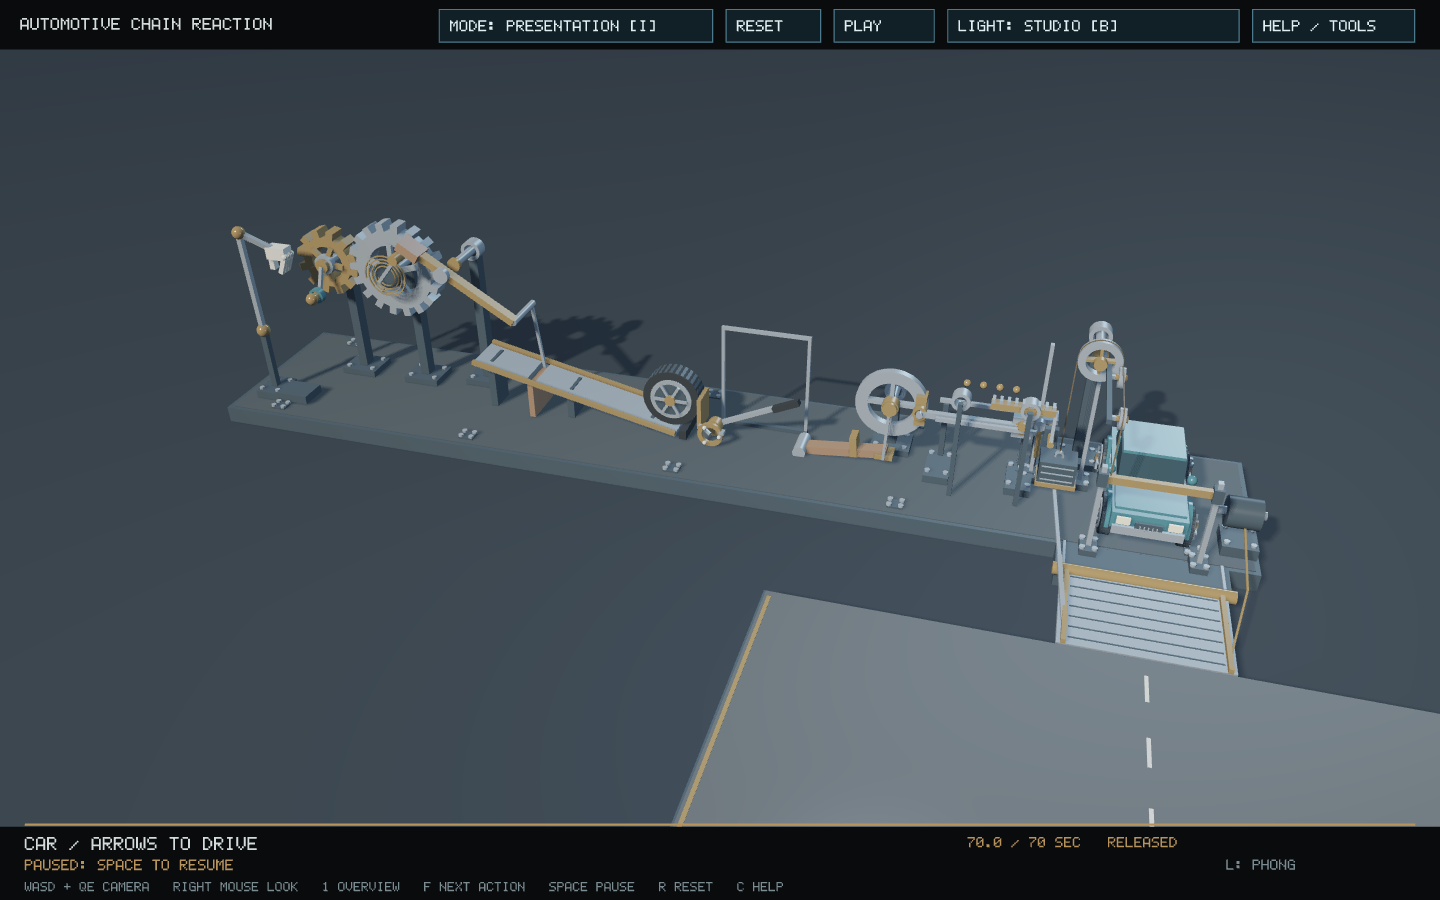 AUTOMOTIVE CHAIN REACTION
MODE: PRESENTATION [I]
RESET
PLAY
LIGHT: STUDIO [B]
HELP / TOOLS
CAR / ARROWS TO DRIVE
70.0 / 70 SEC RELEASED
PAUSED: SPACE TO RESUME
L: PHONG
WASD + QE CAMERA RIGHT MOUSE LOOK 1 OVERVIEW F NEXT ACTION SPACE PAUSE R RESET C HELP